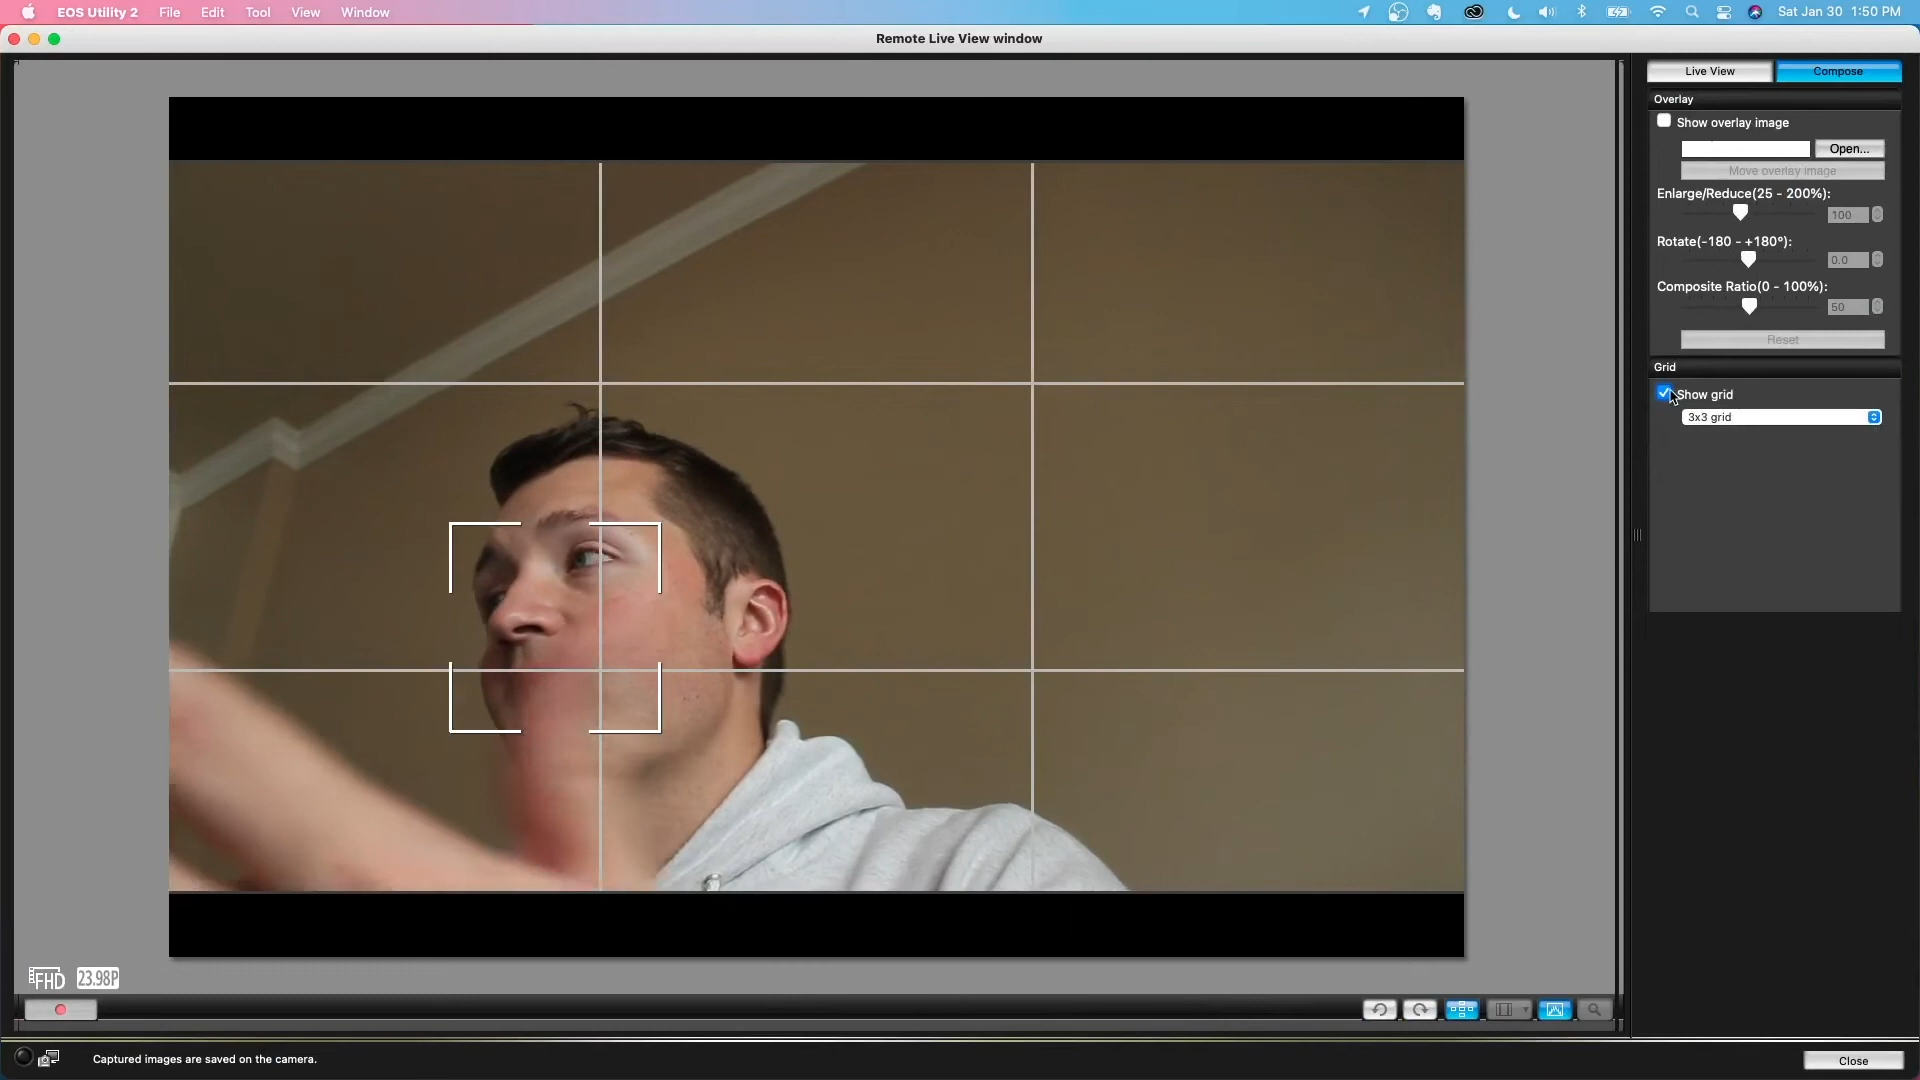 EOS Utility 2 File Edit Tool View Window Sat Jan 30 1:50 PM
Remote Live View window
Live View Compose
Overlay
Show overlay image
Open...
Move overlay image
Enlarge/Reduce(25 - 200%):
100
Rotate(-180 - +180°):
0.0
Composite Ratio(0 - 100%):
50
Reset
Grid
Show grid
3x3 grid
FHD 23.98P
Captured images are saved on the camera.
Close